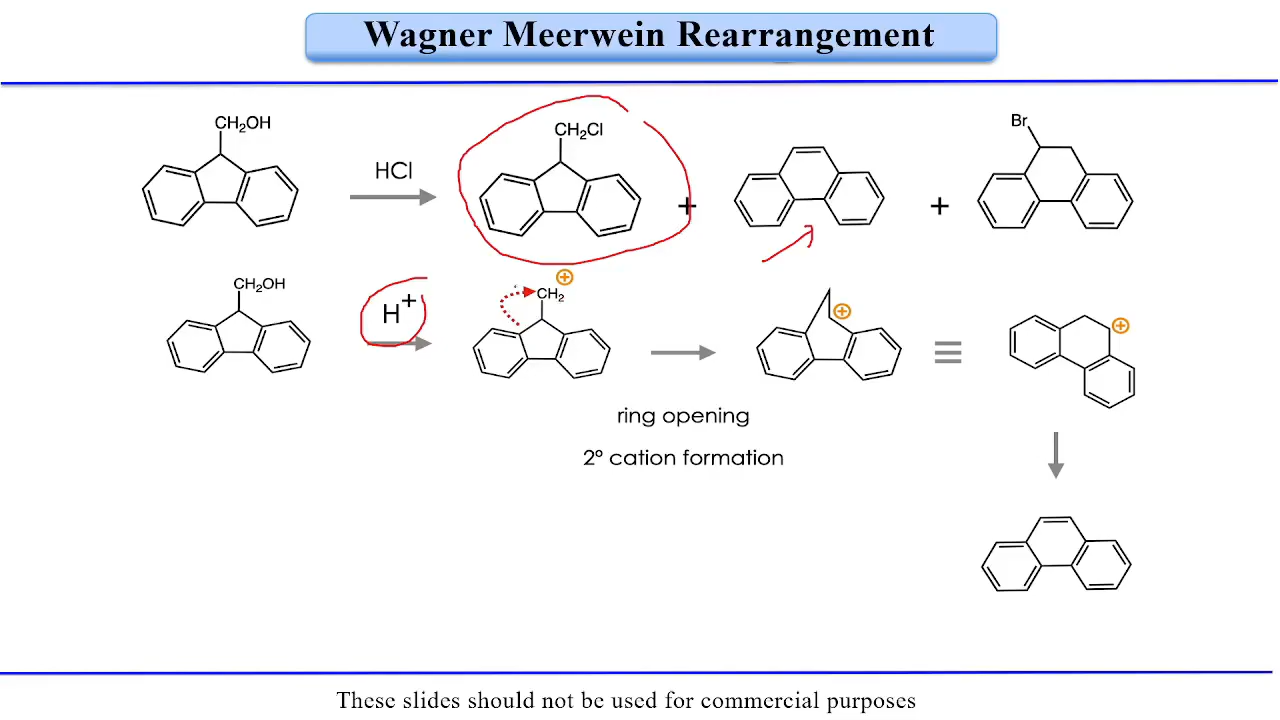 Wagner Meerwein Rearrangement
CH₂OH
HCl
CH₂Cl
+
+
Br
CH₂OH
H⁺
CH₂
⊕
⊕
≡
⊕
ring opening
2° cation formation
These slides should not be used for commercial purposes